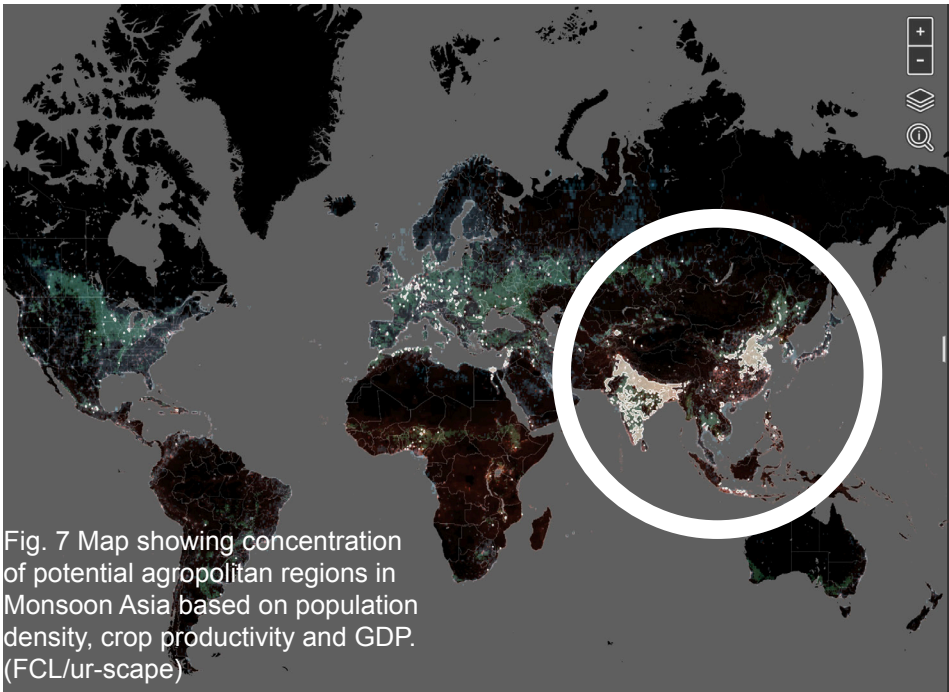 +
-
i
Fig. 7 Map showing concentration
of potential agropolitan regions in
Monsoon Asia based on population
density, crop productivity and GDP.
(FCL/ur-scape)